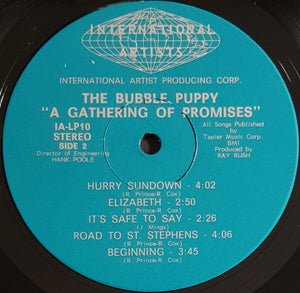 INTERNATIONAL
ARTISTS
INTERNATIONAL ARTIST PRODUCING CORP.
THE BUBBLE PUPPY
"A GATHERING OF PROMISES"
IA-LP10
STEREO
SIDE 2
Director of Engineering
HANK POOLE
All Songs Published
by
Tapier Music Corp.
BMI
Produced by
RAY RUSH
HURRY SUNDOWN - 4:02
(R. Prince-R. Cox)
ELIZABETH - 2:50
(R. Prince-R. Cox)
IT'S SAFE TO SAY - 2:26
(J. Mings)
ROAD TO ST. STEPHENS - 4:06
(R. Prince-R. Cox)
BEGINNING - 3:45
(R. Prince-R. Cox)